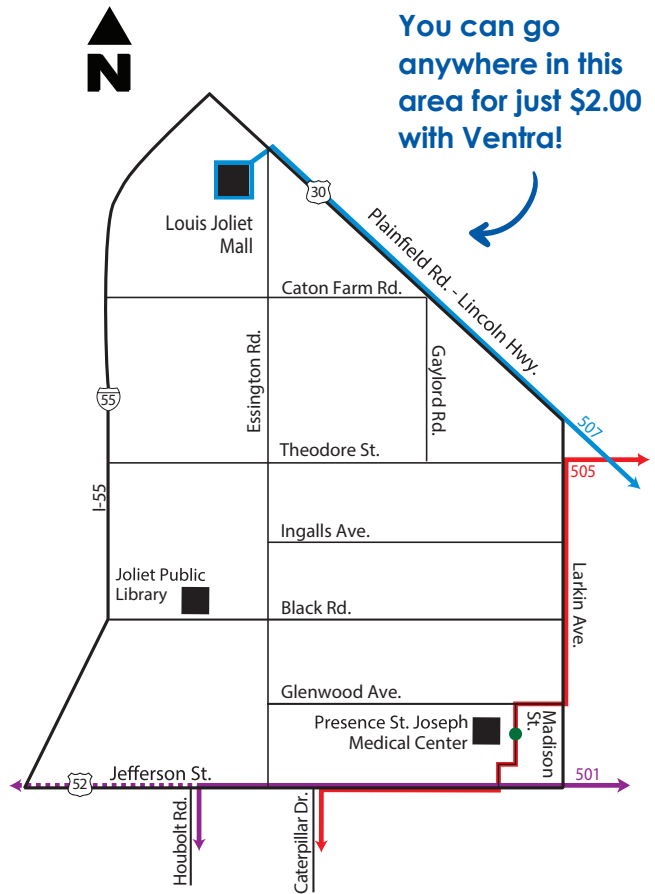 N
You can go
anywhere in this
area for just $2.00
with Ventra!
30
Louis Joliet
Mall
Plainfield Rd. - Lincoln Hwy.
Caton Farm Rd.
Essington Rd.
Gaylord Rd.
55
I-55
507
Theodore St.
505
Ingalls Ave.
Joliet Public
Library
Black Rd.
Larkin Ave.
Glenwood Ave.
Presence St. Joseph
Medical Center
Madison
St.
Jefferson St.
52
501
Houbolt Rd.
Caterpillar Dr.